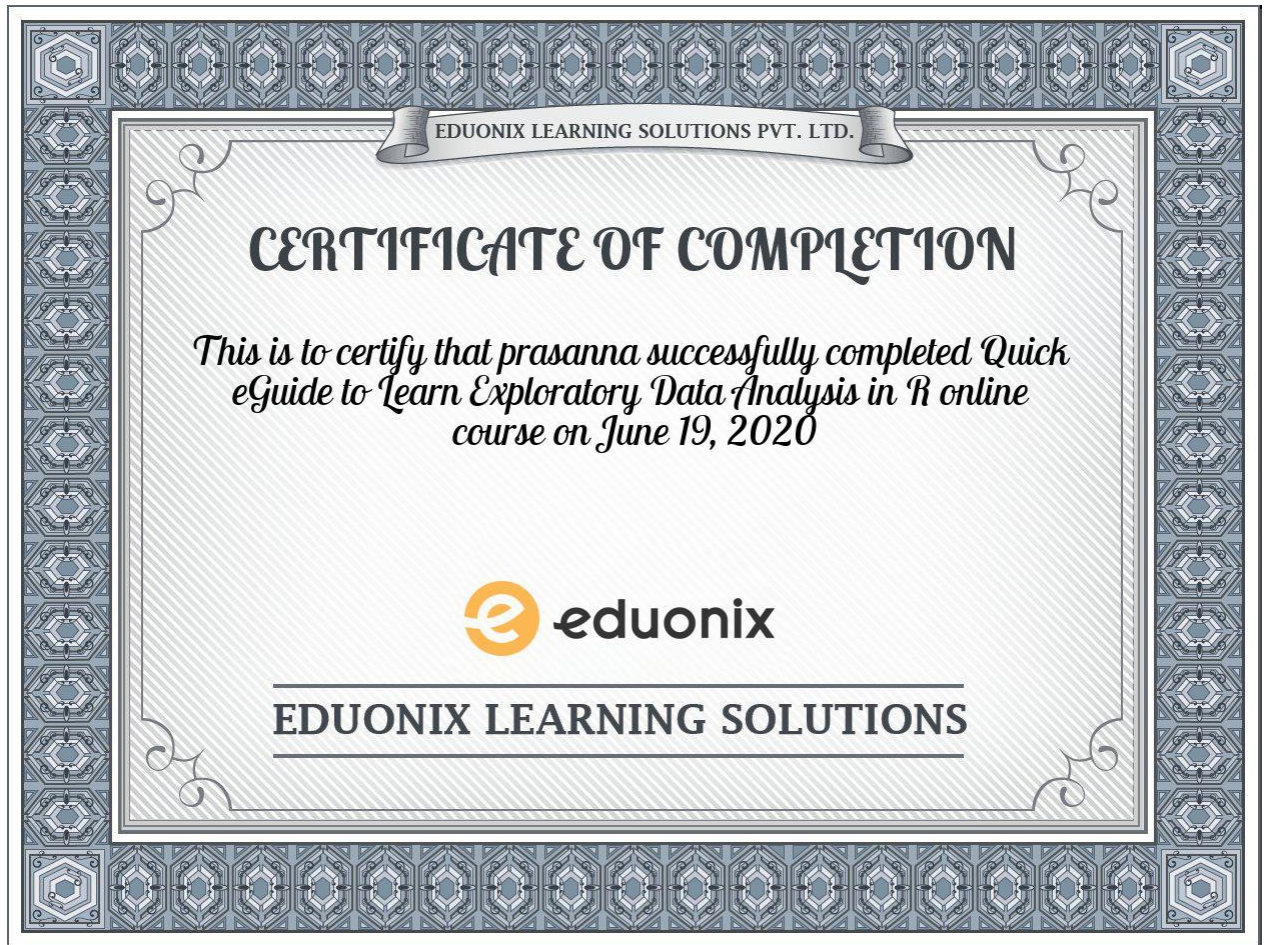 EDUONIX LEARNING SOLUTIONS PVT. LTD.
CERTIFICATE OF COMPLETION
This is to certify that prasanna successfully completed Quick
eGuide to Learn Exploratory Data Analysis in R online
course on June 19, 2020
e eduonix
EDUONIX LEARNING SOLUTIONS